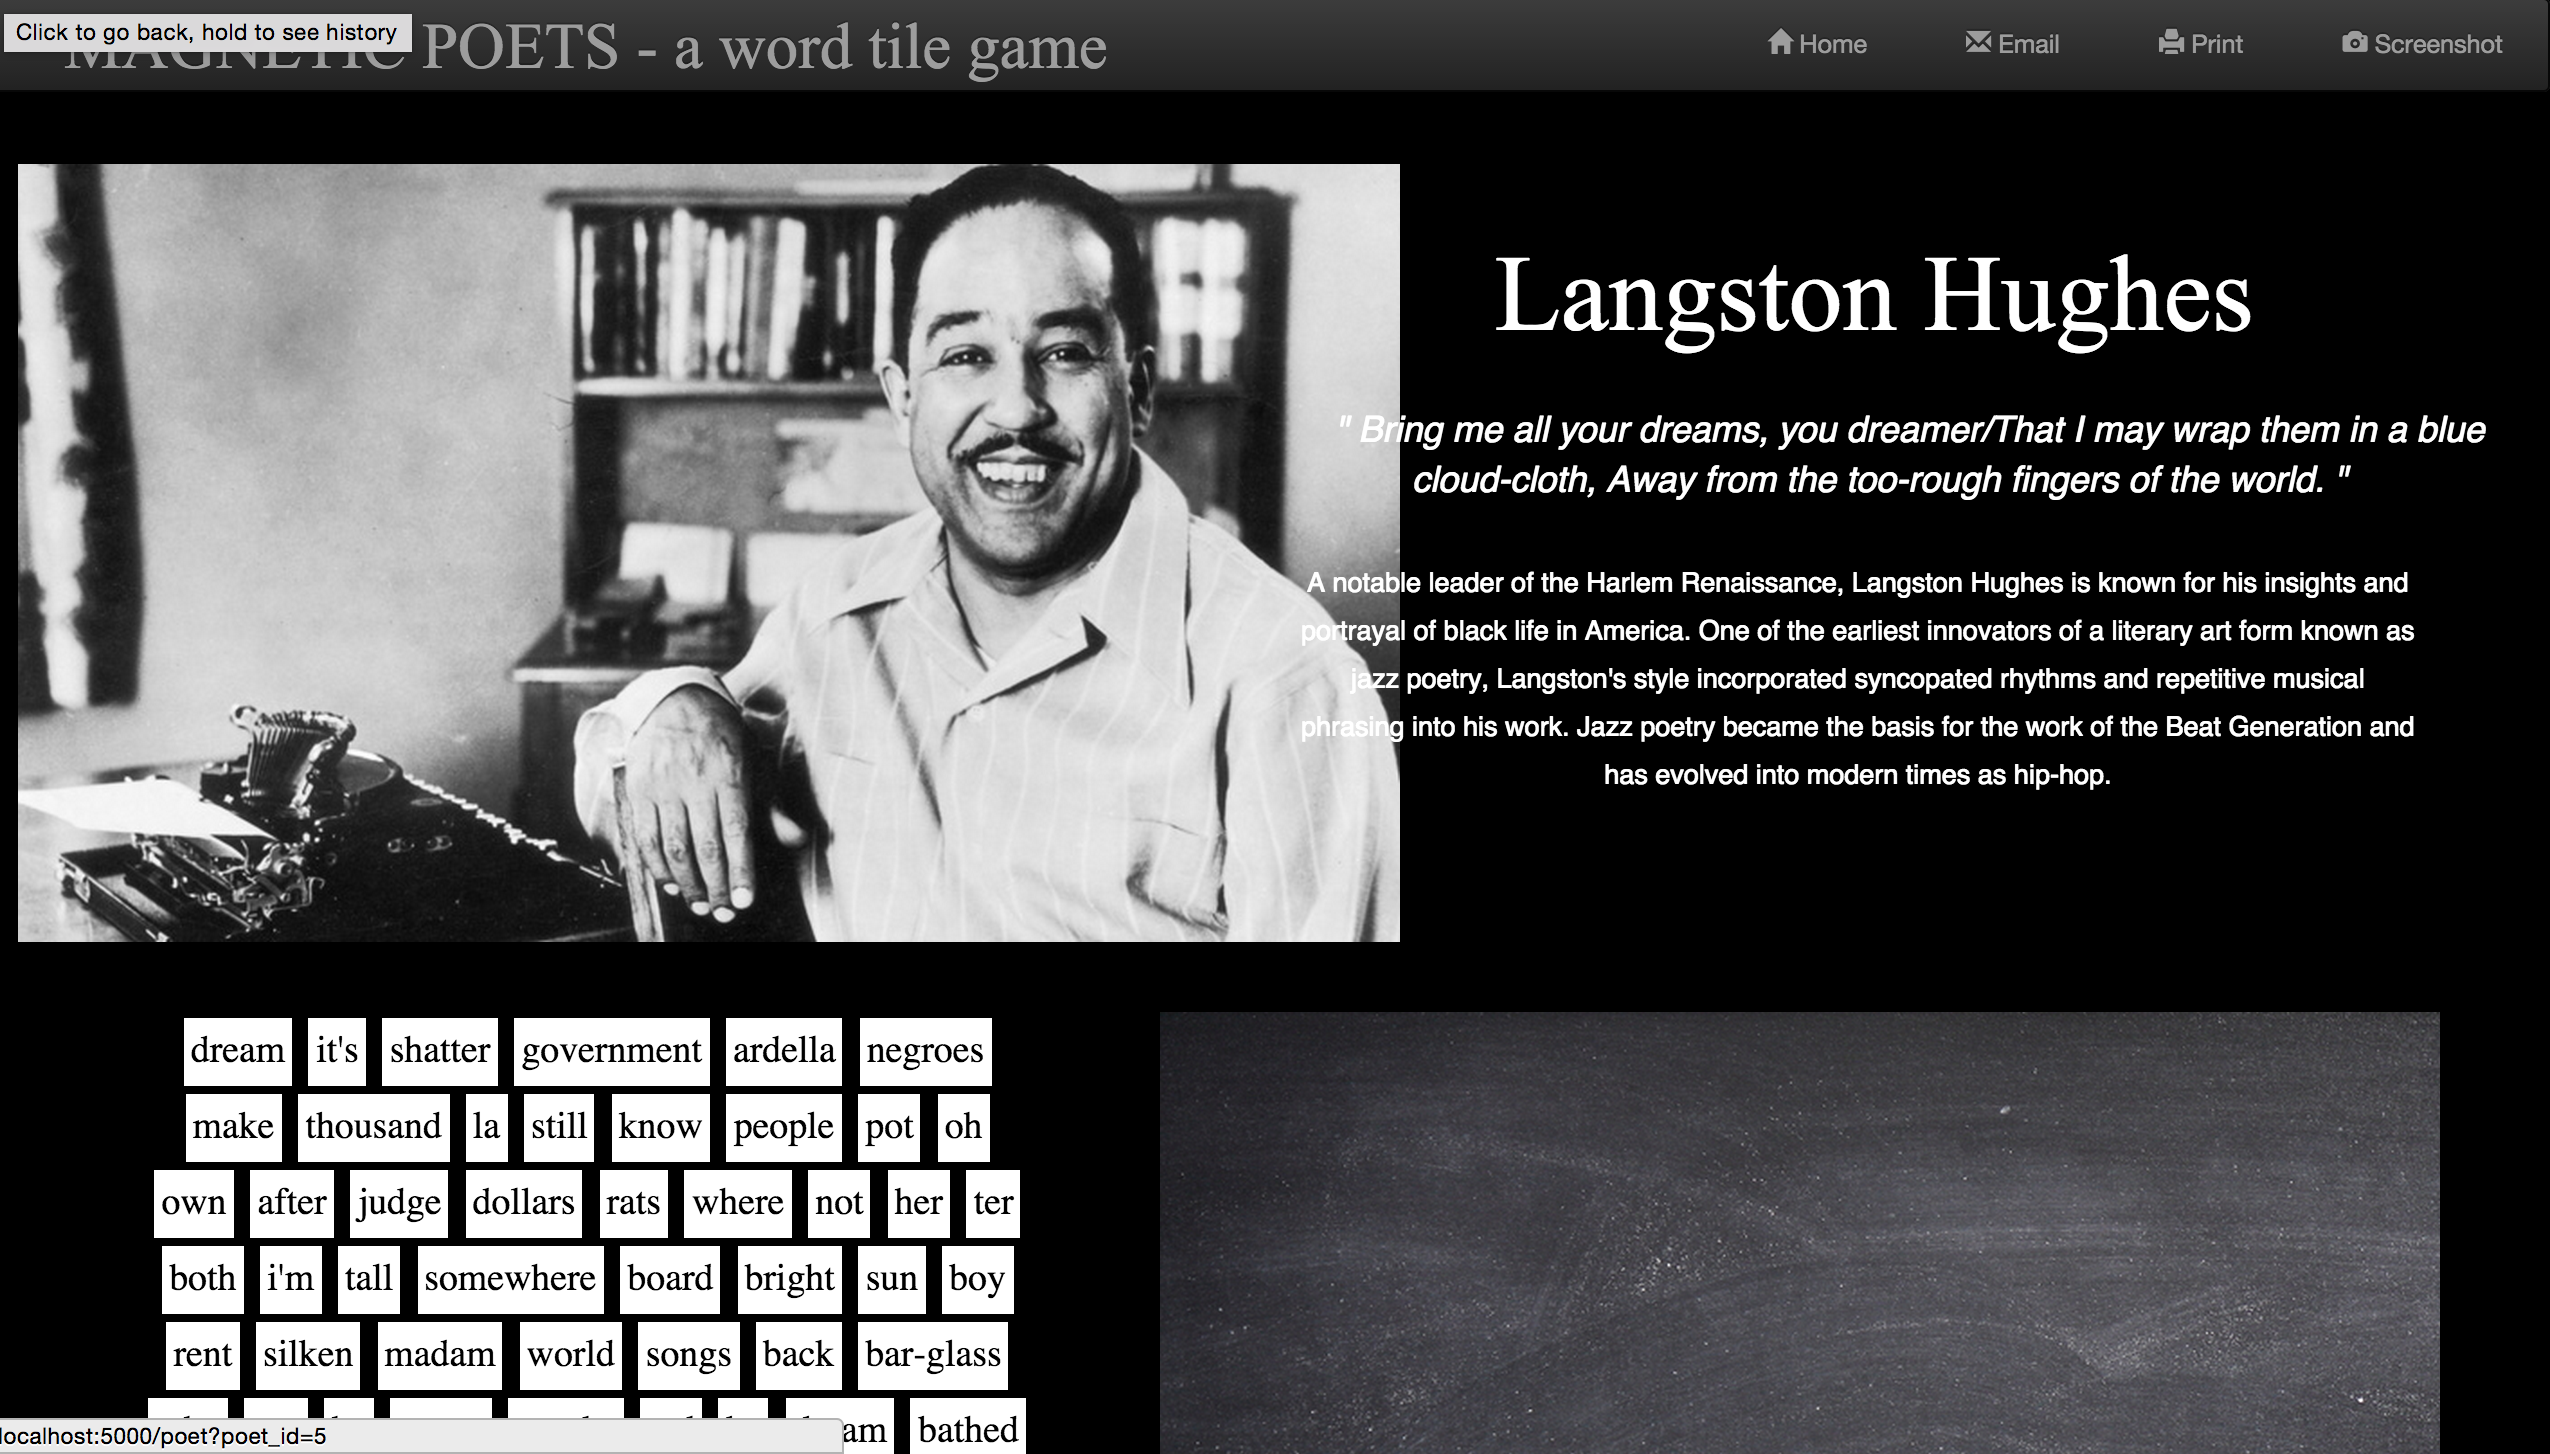 Click to go back, hold to see history
MAGNETIC POETS - a word tile game
Home Email Print Screenshot
Langston Hughes
" Bring me all your dreams, you dreamer/That I may wrap them in a blue
cloud-cloth, Away from the too-rough fingers of the world. "
A notable leader of the Harlem Renaissance, Langston Hughes is known for his insights and
portrayal of black life in America. One of the earliest innovators of a literary art form known as
jazz poetry, Langston's style incorporated syncopated rhythms and repetitive musical
phrasing into his work. Jazz poetry became the basis for the work of the Beat Generation and
has evolved into modern times as hip-hop.
dream it's shatter government ardella negroes
make thousand la still know people pot oh
own after judge dollars rats where not her ter
both i'm tall somewhere board bright sun boy
rent silken madam world songs back bar-glass
bathed
localhost:5000/poet?poet_id=5